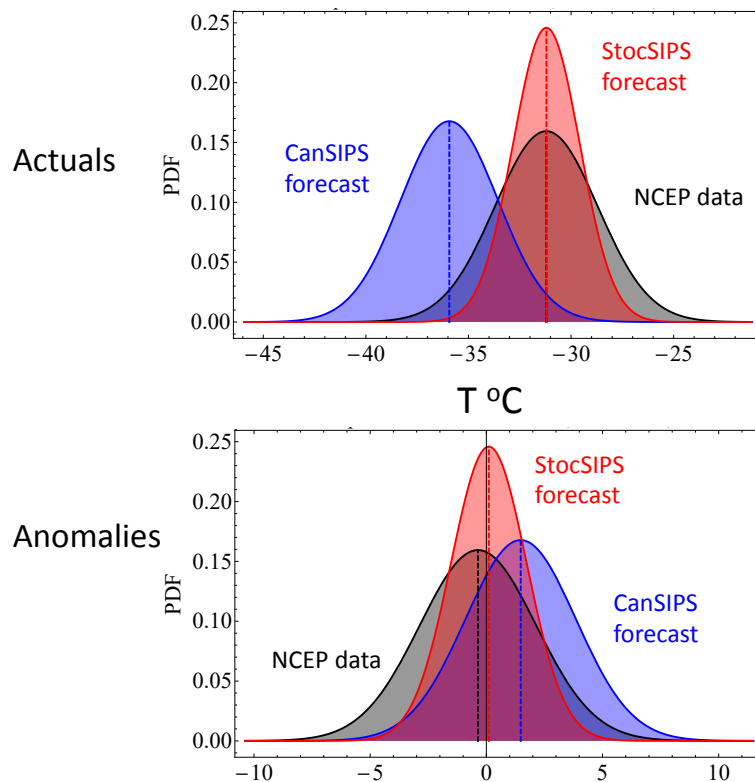 Actuals
PDF
0.25
0.20
0.15
0.10
0.05
0.00
StocSIPS
forecast
CanSIPS
forecast
NCEP data
−45 −40 −35 −30 −25
T ºC
Anomalies
PDF
0.25
0.20
0.15
0.10
0.05
0.00
StocSIPS
forecast
CanSIPS
forecast
NCEP data
−10 −5 0 5 10